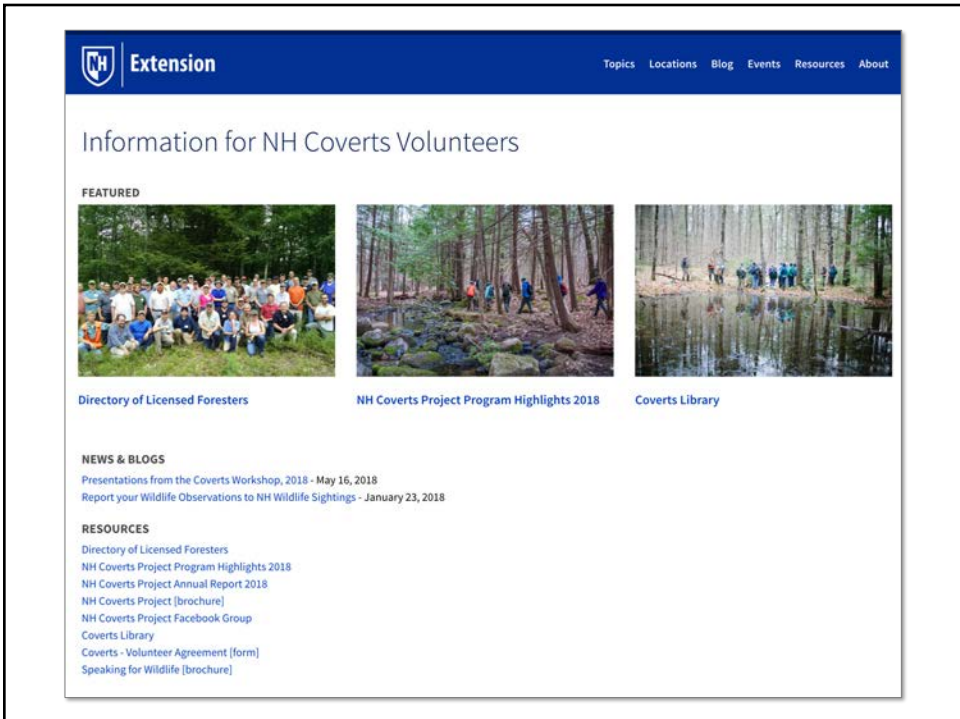 NH Extension
Topics Locations Blog Events Resources About
Information for NH Coverts Volunteers
FEATURED
Directory of Licensed Foresters
NH Coverts Project Program Highlights 2018
Coverts Library
NEWS & BLOGS
Presentations from the Coverts Workshop, 2018 - May 16, 2018
Report your Wildlife Observations to NH Wildlife Sightings - January 23, 2018
RESOURCES
Directory of Licensed Foresters
NH Coverts Project Program Highlights 2018
NH Coverts Project Annual Report 2018
NH Coverts Project [brochure]
NH Coverts Project Facebook Group
Coverts Library
Coverts - Volunteer Agreement [form]
Speaking for Wildlife [brochure]